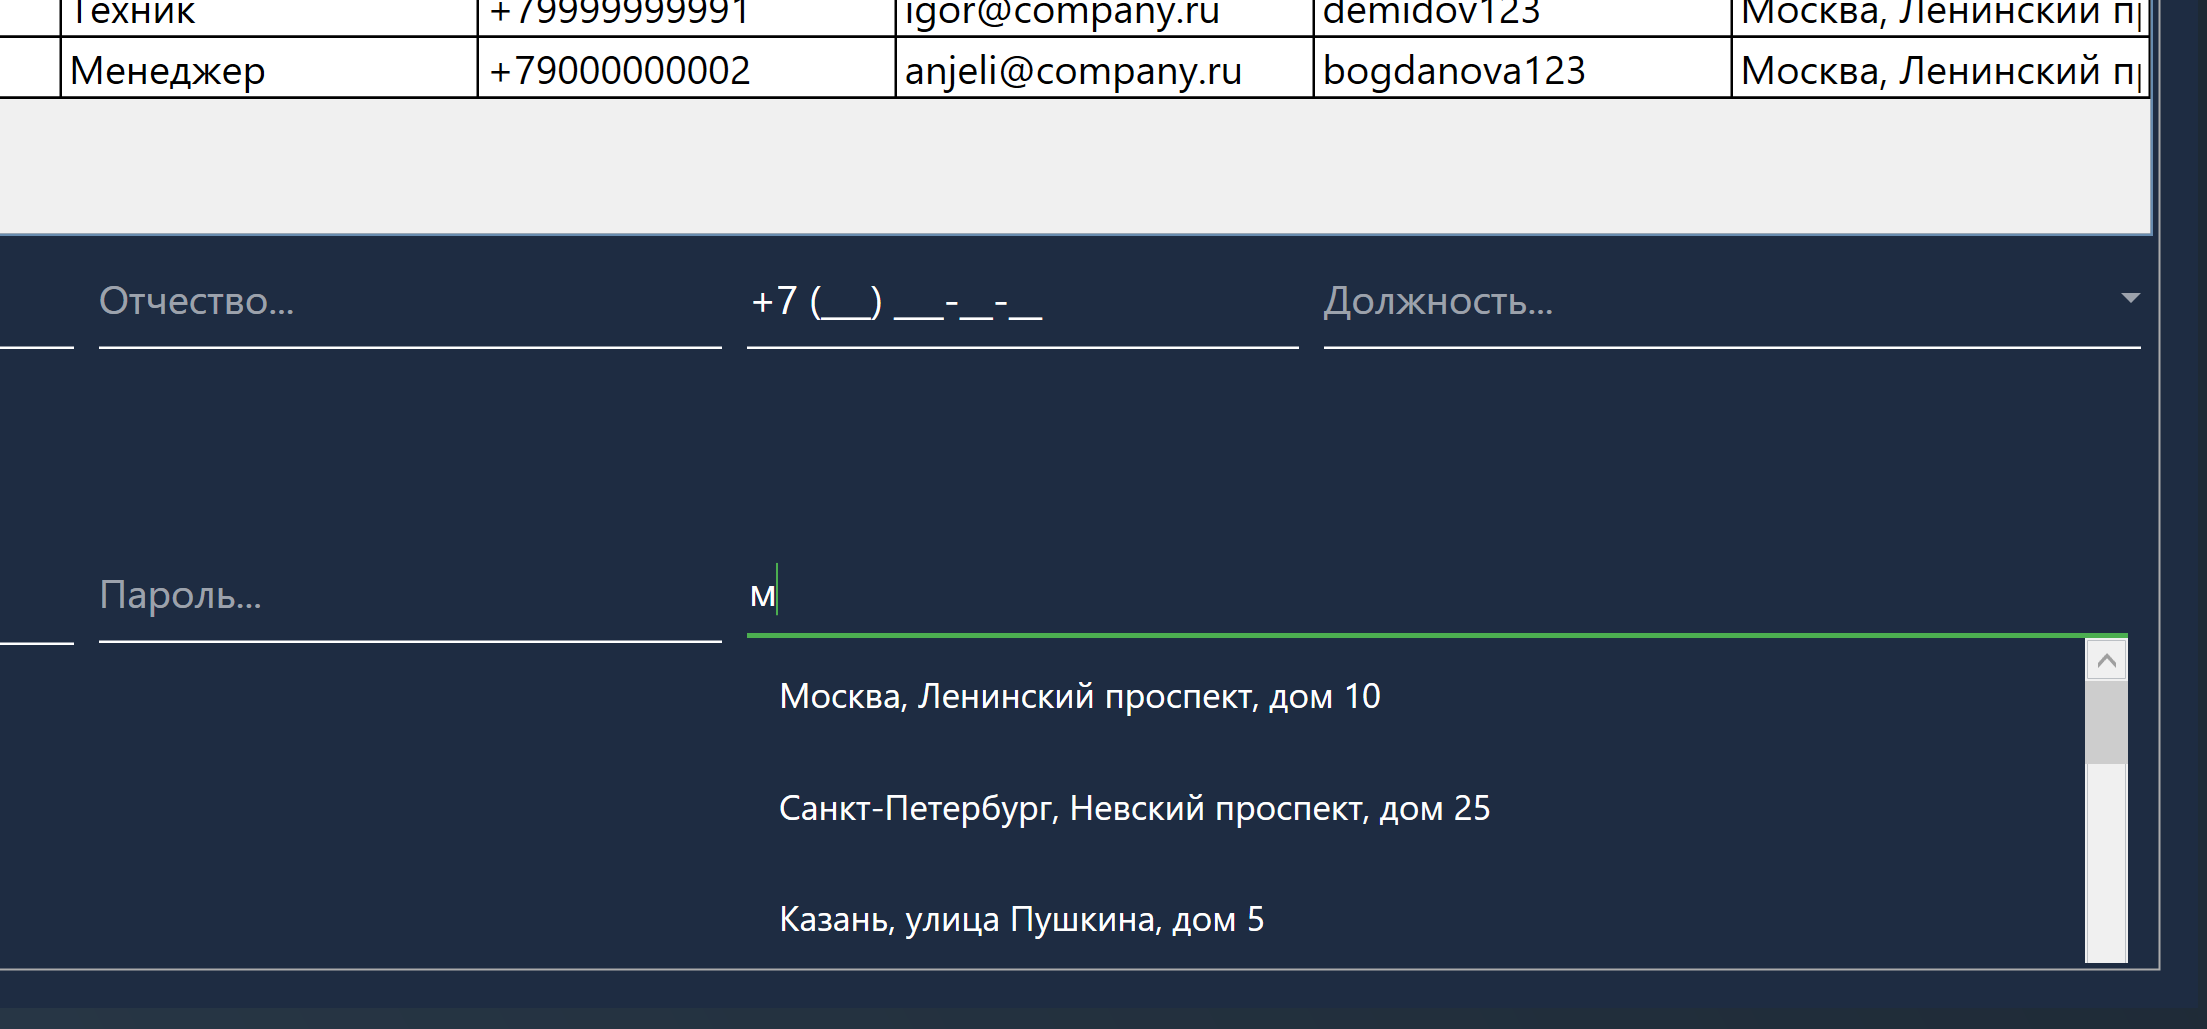 Техник +79999999991 igor@company.ru demidov123 Москва, Ленинский п
Менеджер +79000000002 anjeli@company.ru bogdanova123 Москва, Ленинский п
Отчество... +7 (___) ___-__-__ Должность...
Пароль... м
Москва, Ленинский проспект, дом 10
Санкт-Петербург, Невский проспект, дом 25
Казань, улица Пушкина, дом 5